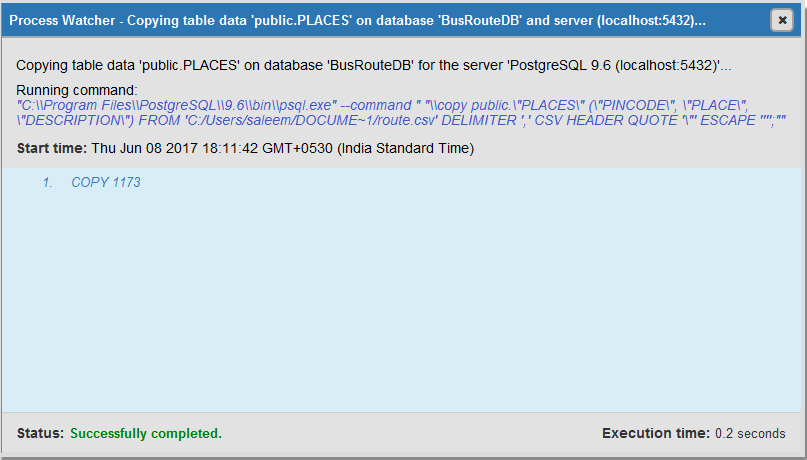 Process Watcher - Copying table data 'public.PLACES' on database 'BusRouteDB' and server (localhost:5432)...
Copying table data 'public.PLACES' on database 'BusRouteDB' for the server 'PostgreSQL 9.6 (localhost:5432)'...
Running command:
"C:\\Program Files\\PostgreSQL\\9.6\\bin\\psql.exe" --command " "\\copy public.\"PLACES\" (\"PINCODE\", \"PLACE\",
\"DESCRIPTION\") FROM 'C:/Users/saleem/DOCUME~1/route.csv' DELIMITER ',' CSV HEADER QUOTE '\"' ESCAPE '''';""
Start time: Thu Jun 08 2017 18:11:42 GMT+0530 (India Standard Time)
1. COPY 1173
Status: Successfully completed.
Execution time: 0.2 seconds